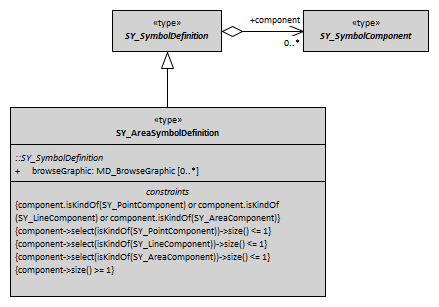 «type»
SY_SymbolDefinition
+component
0..*
«type»
SY_SymbolComponent
«type»
SY_AreaSymbolDefinition
::SY_SymbolDefinition
+ browseGraphic: MD_BrowseGraphic [0..*]
constraints
{component.isKindOf(SY_PointComponent) or component.isKindOf
(SY_LineComponent) or component.isKindOf(SY_AreaComponent)}
{component->select(isKindOf(SY_PointComponent))->size() <= 1}
{component->select(isKindOf(SY_LineComponent))->size() <= 1}
{component->select(isKindOf(SY_AreaComponent))->size() <= 1}
{component->size() >= 1}